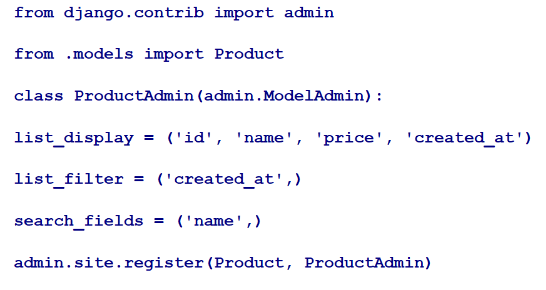 from django.contrib import admin
from .models import Product
class ProductAdmin(admin.ModelAdmin):
list_display = ('id', 'name', 'price', 'created_at')
list_filter = ('created_at',)
search_fields = ('name',)
admin.site.register(Product, ProductAdmin)